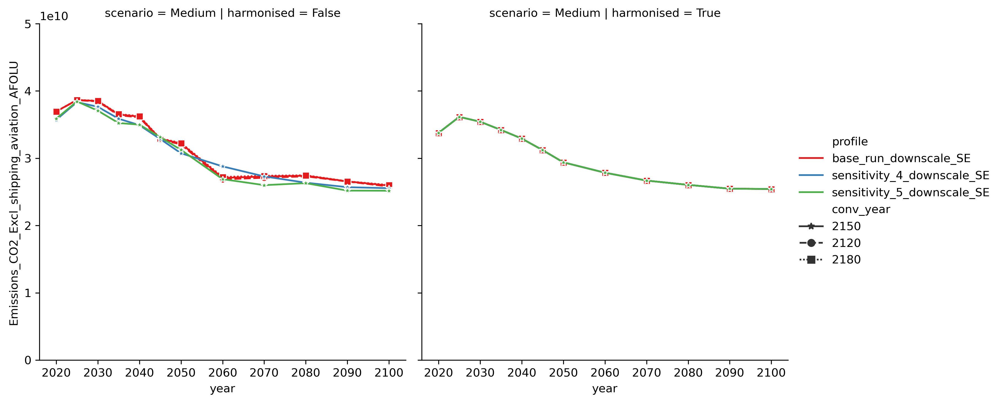 scenario = Medium | harmonised = False
scenario = Medium | harmonised = True
1e10
5
4
3
2
1
0
Emissions_CO2_Excl_shipping_aviation_AFOLU
2020 2030 2040 2050 2060 2070 2080 2090 2100
year
2020 2030 2040 2050 2060 2070 2080 2090 2100
year
profile
base_run_downscale_SE
sensitivity_4_downscale_SE
sensitivity_5_downscale_SE
conv_year
2150
2120
2180